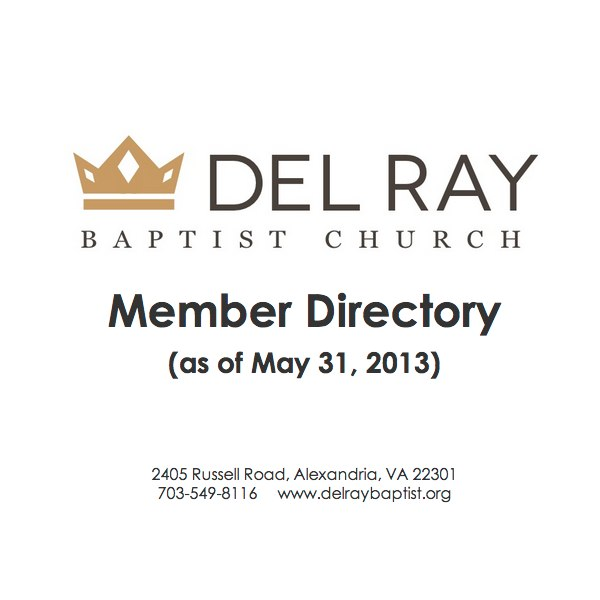 DEL RAY
BAPTIST CHURCH
Member Directory
(as of May 31, 2013)
2405 Russell Road, Alexandria, VA 22301
703-549-8116 www.delraybaptist.org